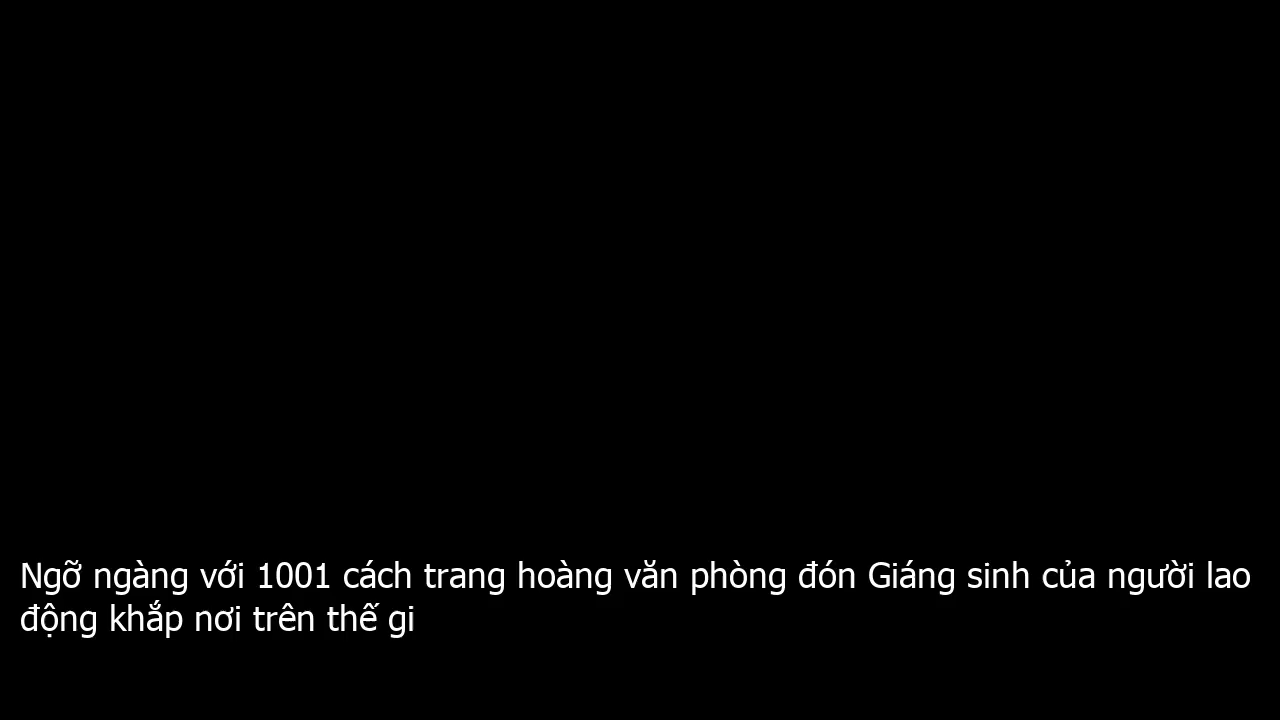 Ngỡ ngàng với 1001 cách trang hoàng văn phòng đón Giáng sinh của người lao
động khắp nơi trên thế gi